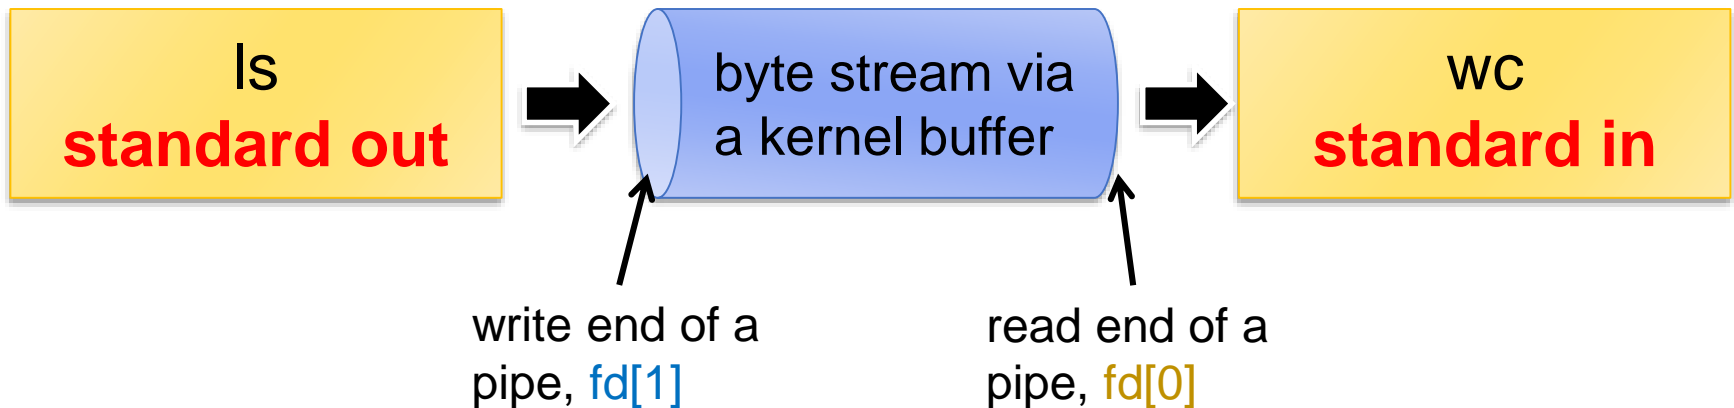 ls
standard out
byte stream via
a kernel buffer
wc
standard in
write end of a
pipe, fd[1]
read end of a
pipe, fd[0]